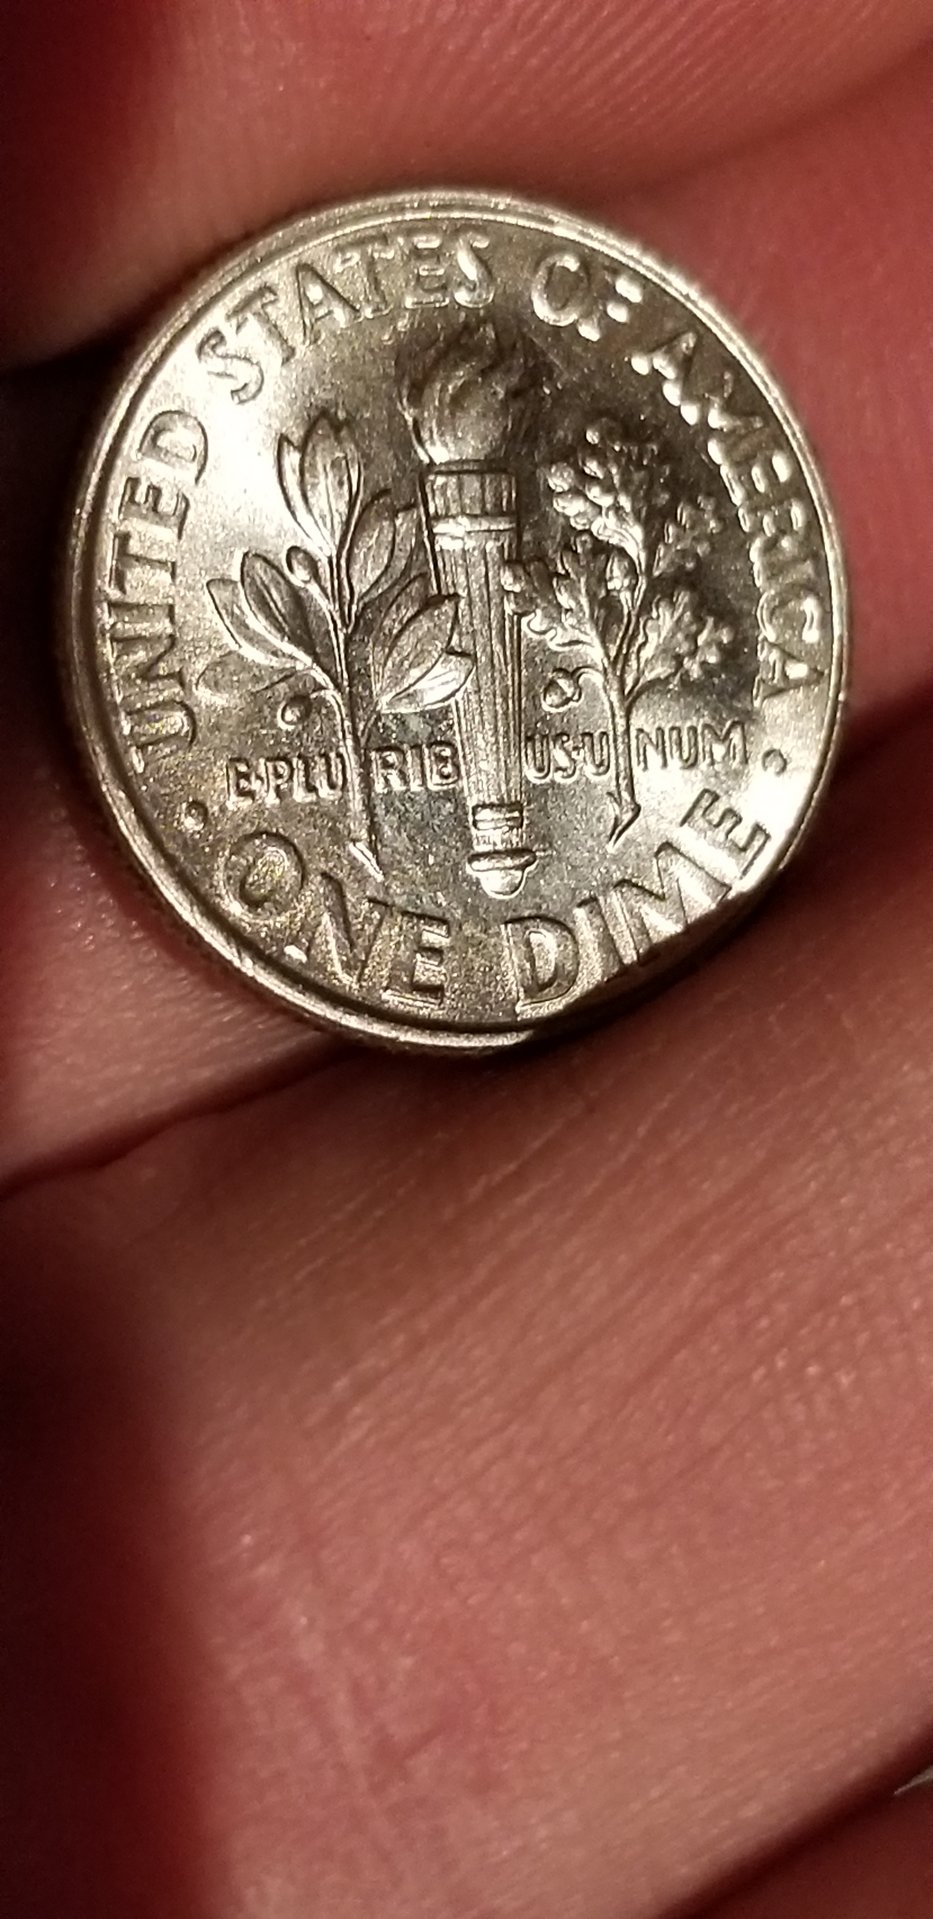 UNITED STATES OF AMERICA
E·PLURIBUS·UNUM
· ONE DIME ·